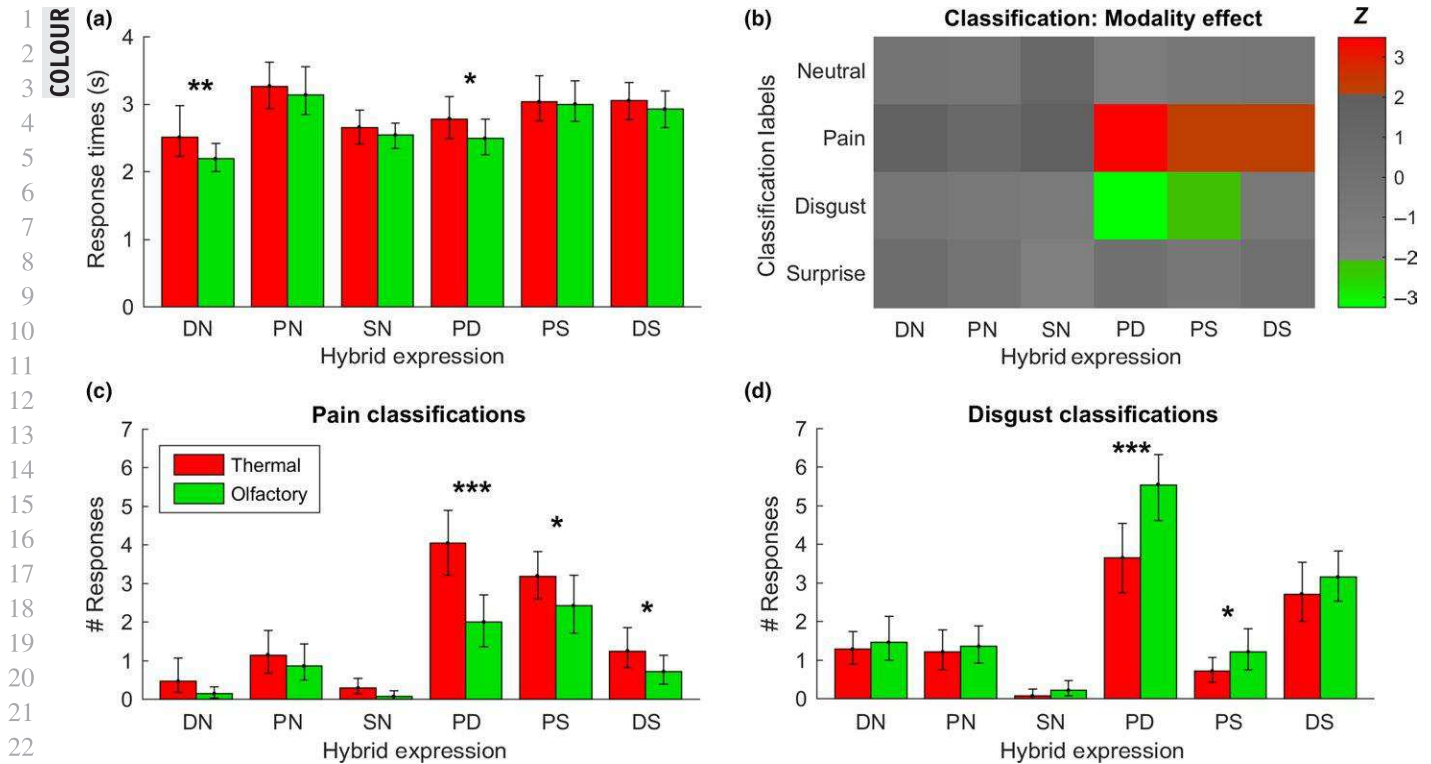 1
2
3
4
5
6
7
8
9
10
11
12
13
14
15
16
17
18
19
20
21
22
COLOUR
(a)
Response times (s)
4
3
2
1
0
**
*
DN PN SN PD PS DS
Hybrid expression
(b)
Classification: Modality effect
Z
Classification labels
Neutral
Pain
Disgust
Surprise
3
2
1
0
−1
−2
−3
DN PN SN PD PS DS
Hybrid expression
(c)
Pain classifications
# Responses
7
6
5
4
3
2
1
0
Thermal
Olfactory
***
*
*
DN PN SN PD PS DS
Hybrid expression
(d)
Disgust classifications
# Responses
7
6
5
4
3
2
1
0
***
*
DN PN SN PD PS DS
Hybrid expression